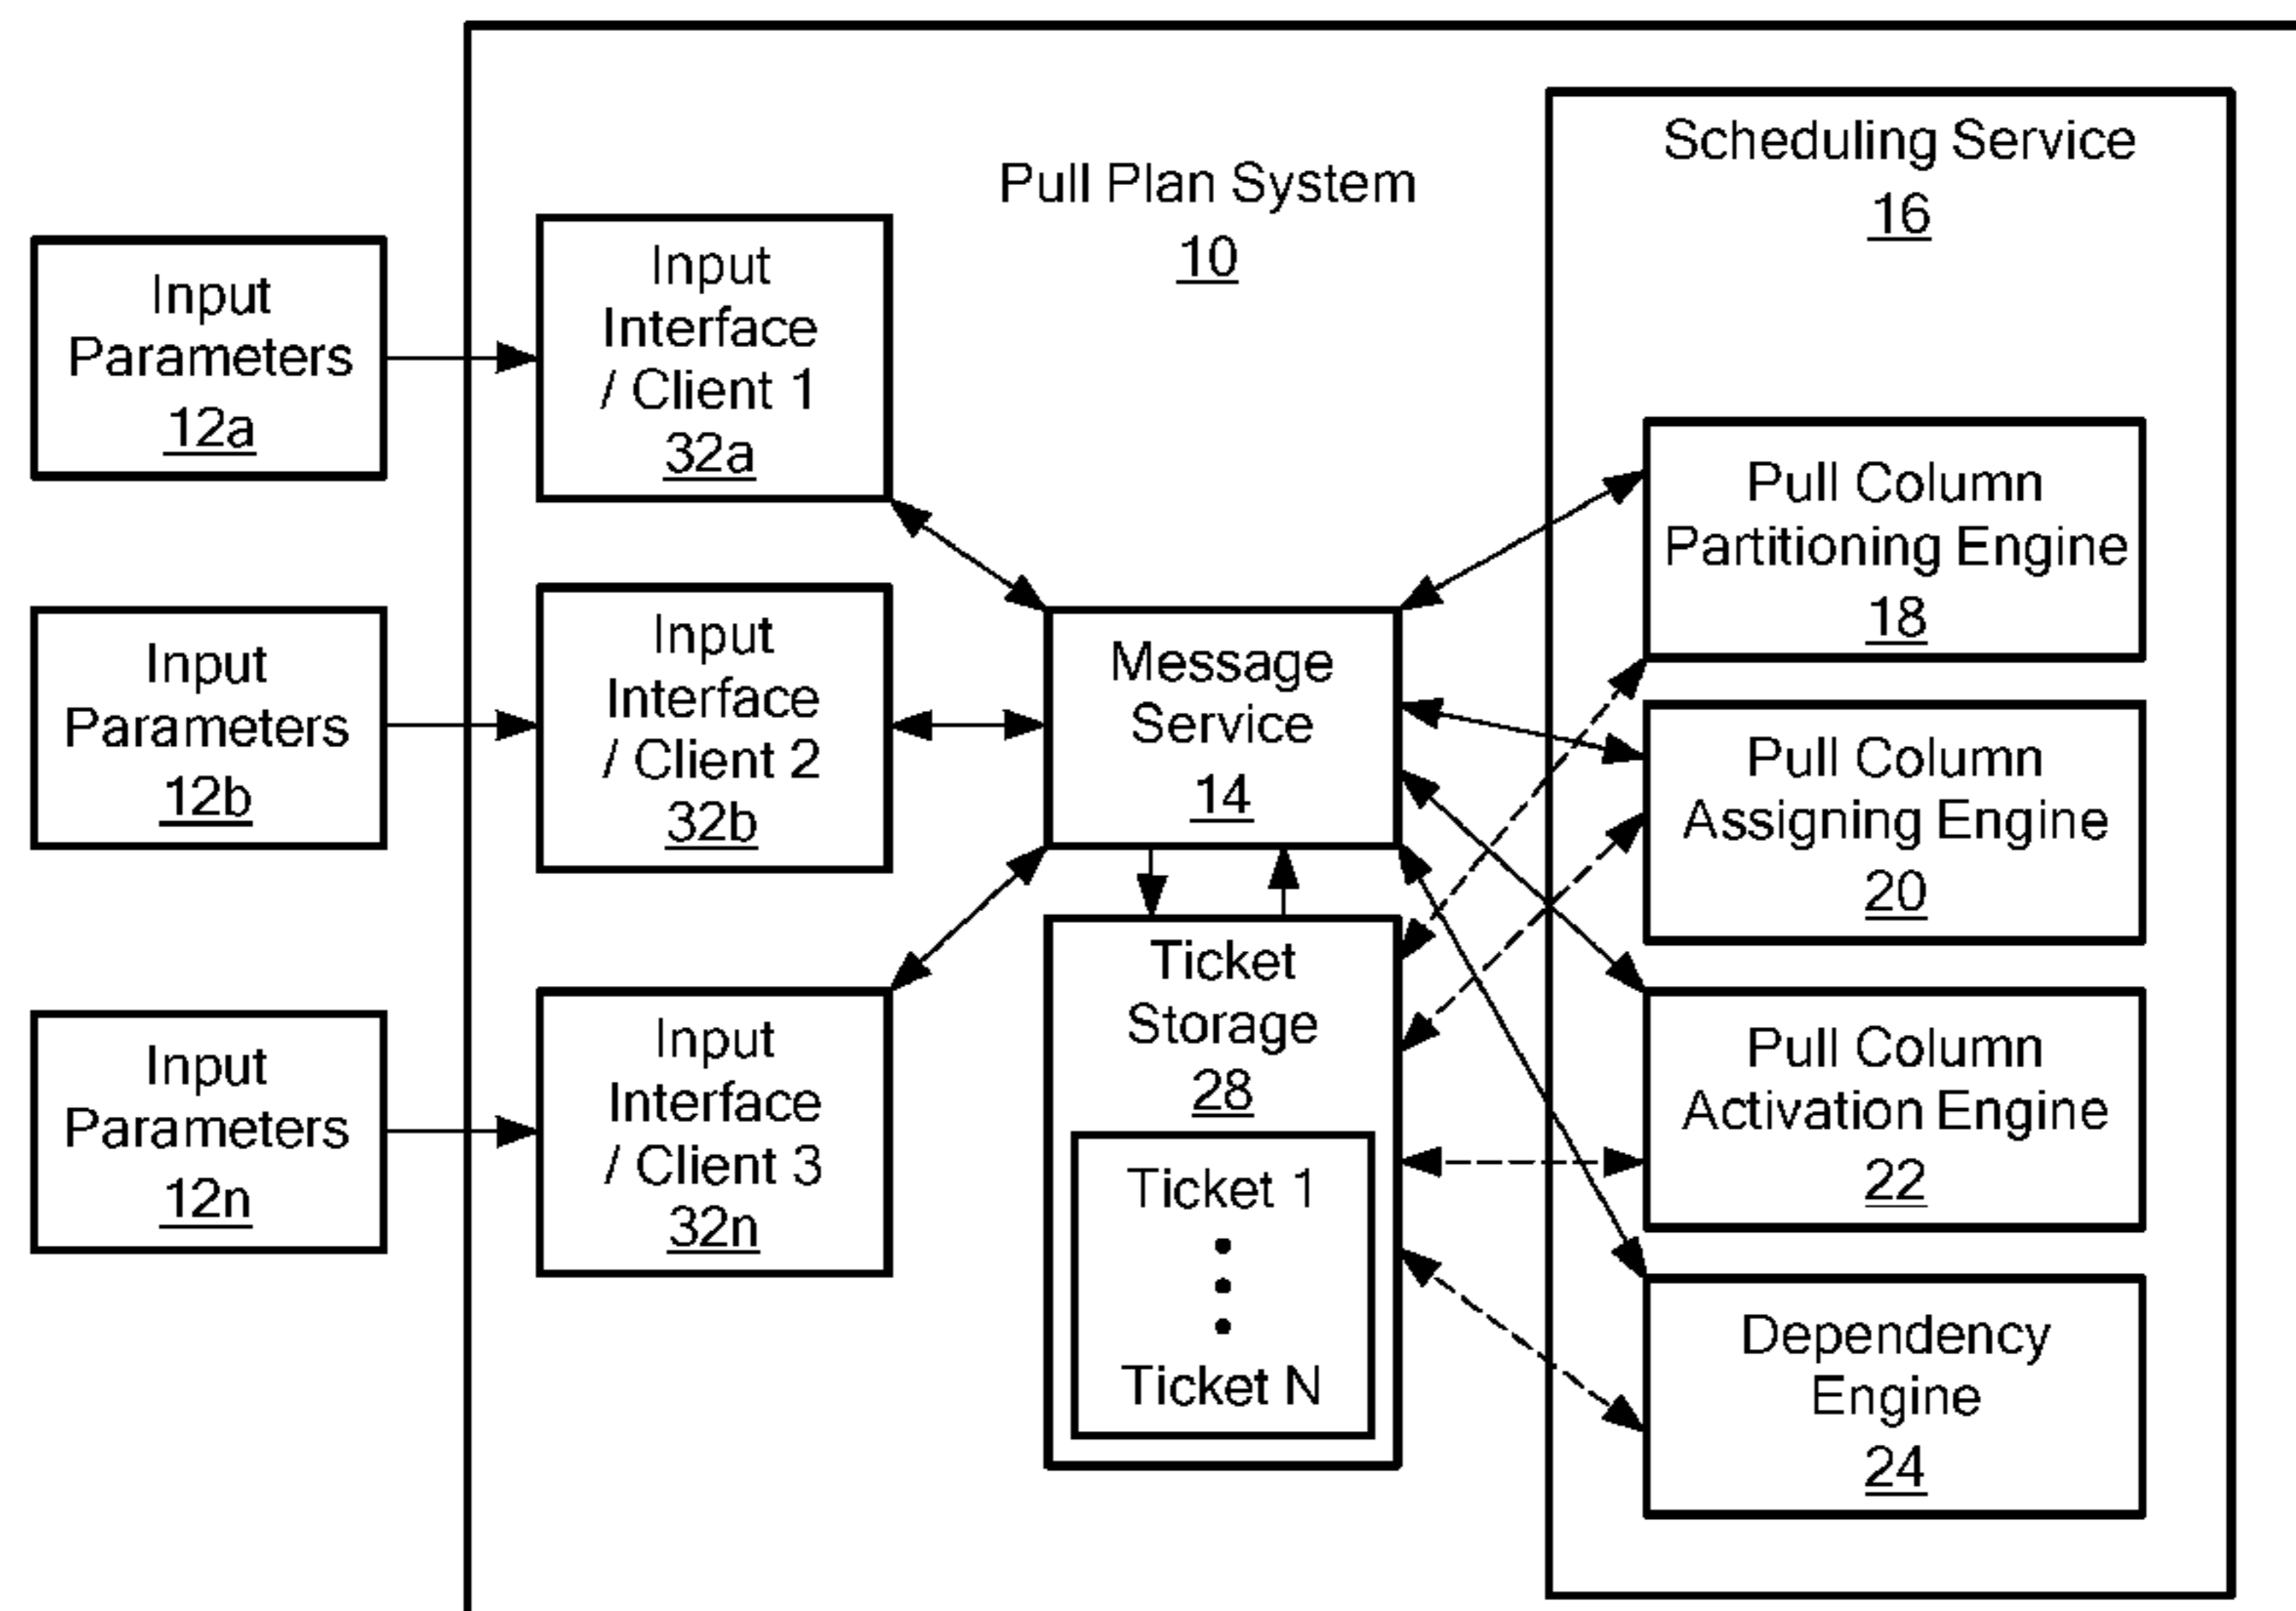 Pull Plan System
10
Input
Parameters
12a
Input
Parameters
12b
Input
Parameters
12n
Input
Interface
/ Client 1
32a
Input
Interface
/ Client 2
32b
Input
Interface
/ Client 3
32n
Message
Service
14
Ticket
Storage
28
Ticket 1
Ticket N
Scheduling Service
16
Pull Column
Partitioning Engine
18
Pull Column
Assigning Engine
20
Pull Column
Activation Engine
22
Dependency
Engine
24